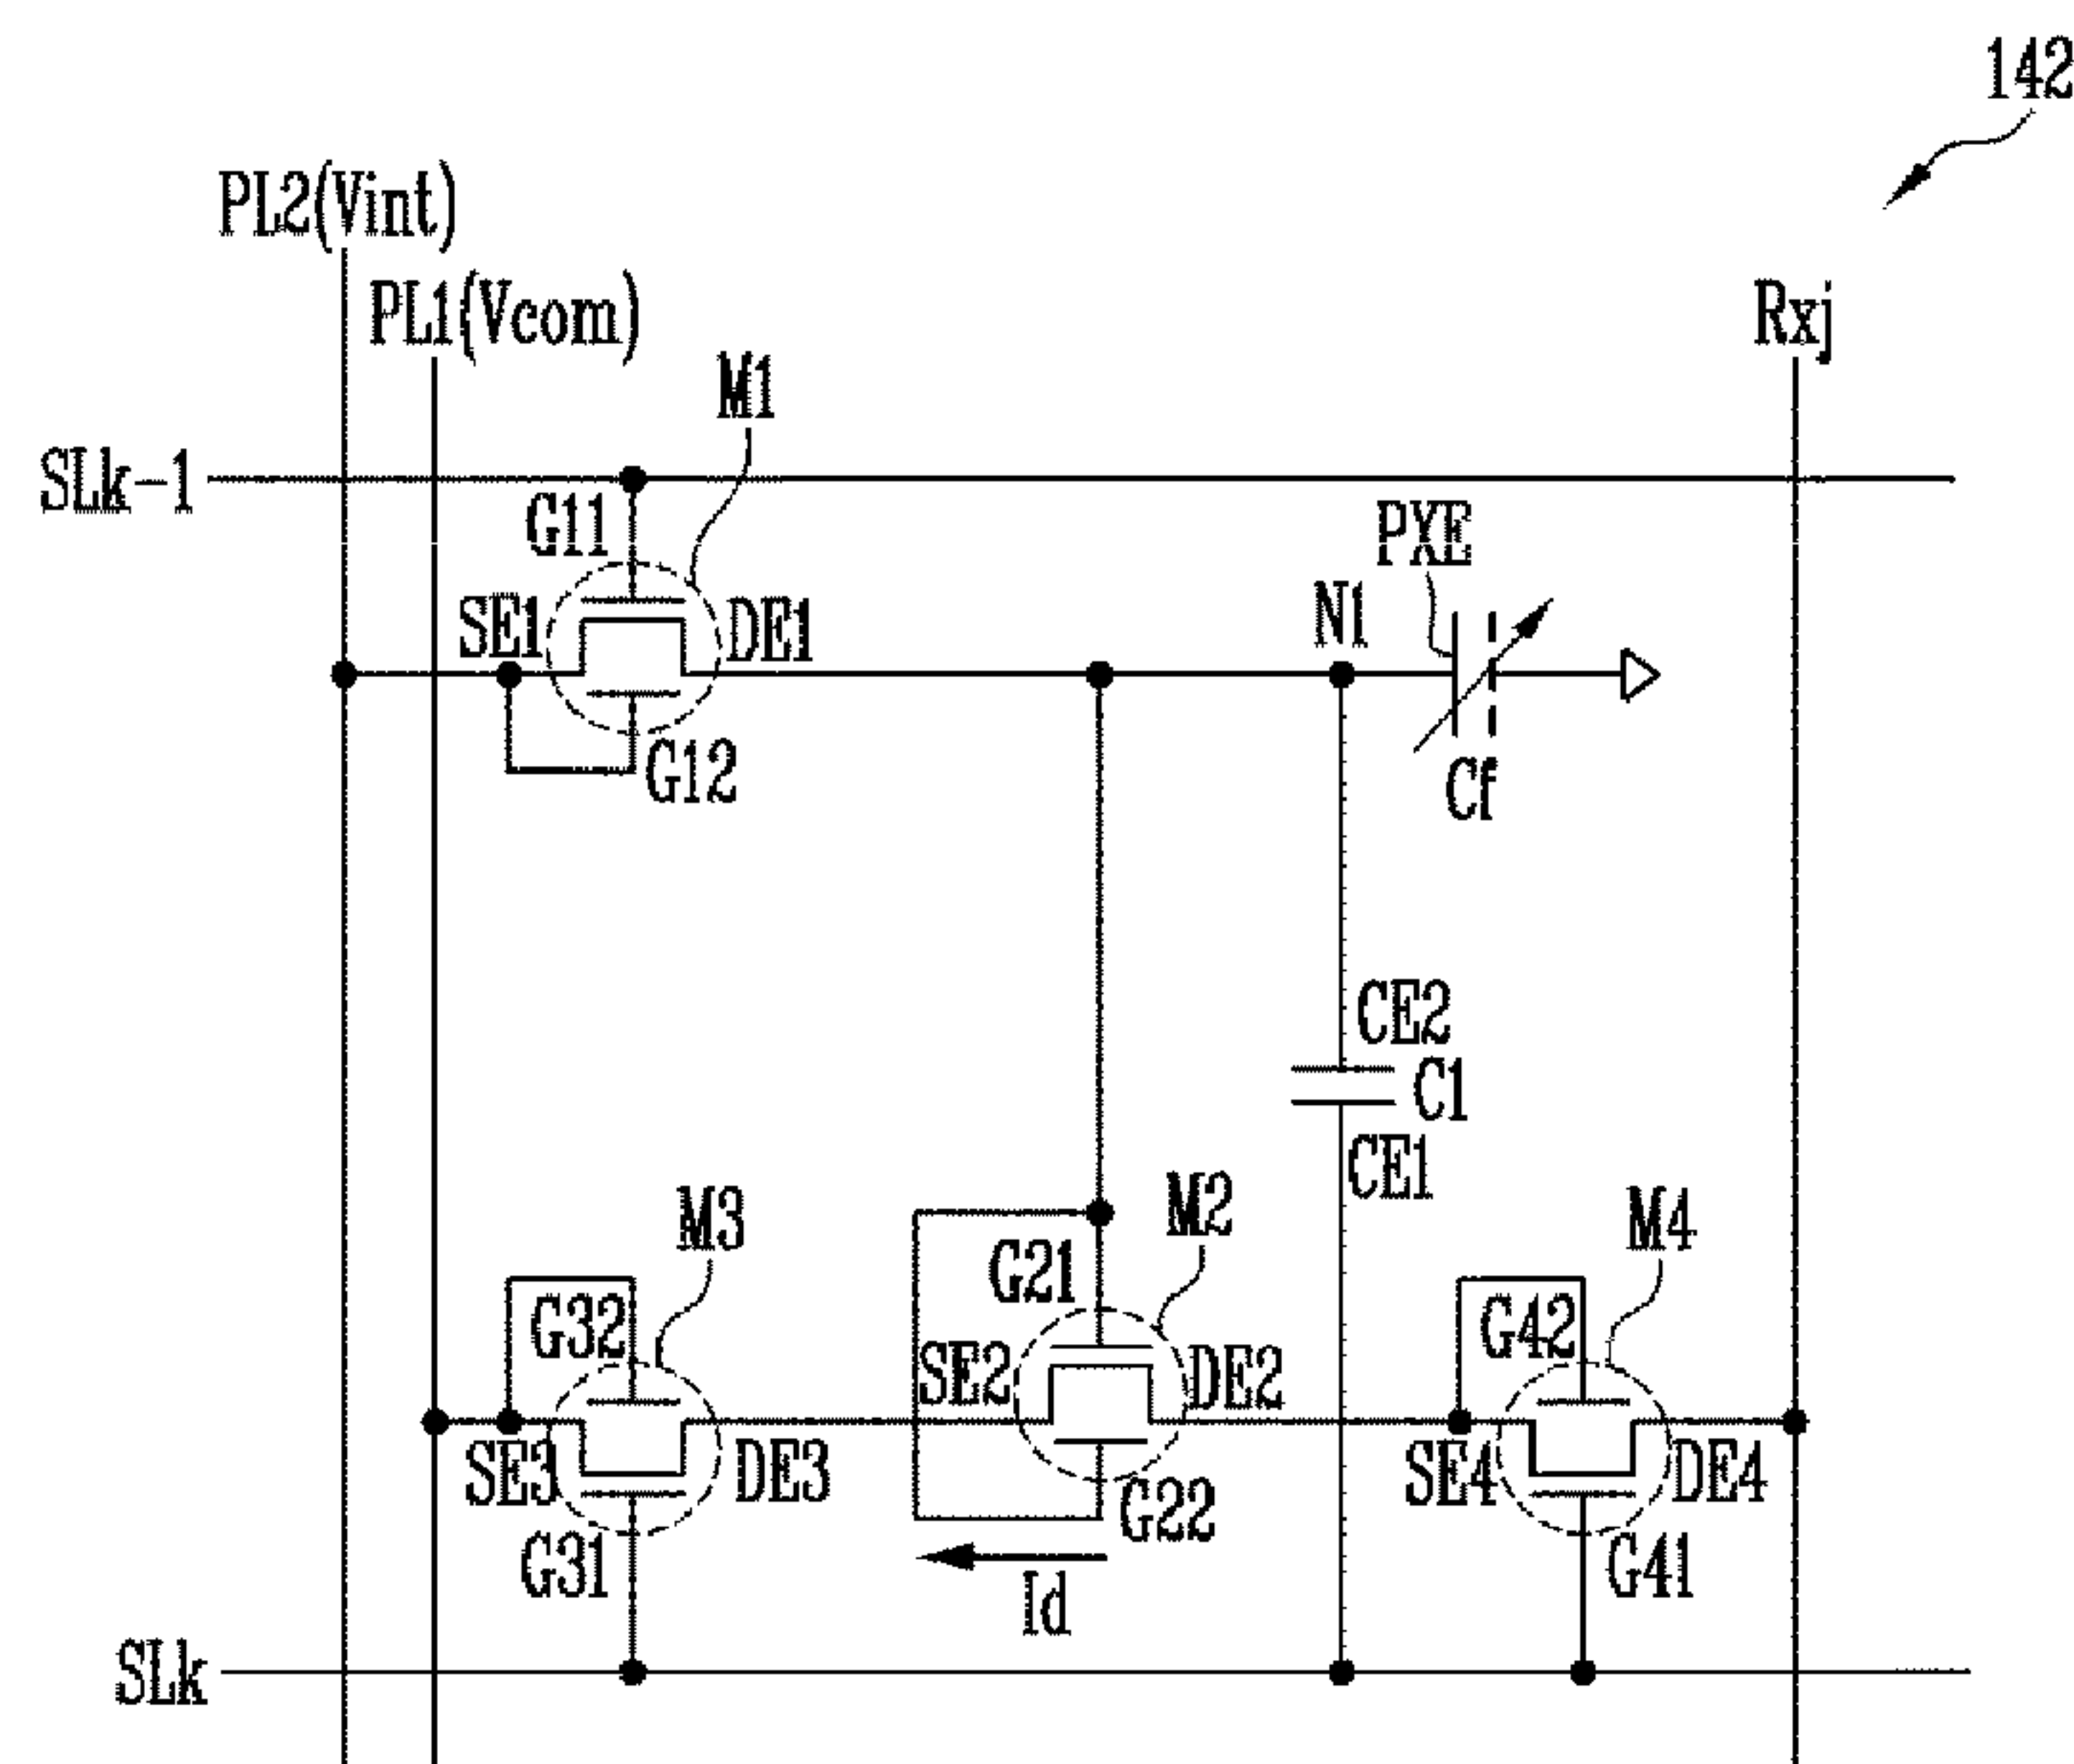 142
PL2(Vint)
PL1(Vcom)
Rxj
M1
SLk-1
G11
PXE
N1
SE1
DE1
G12
Cf
CE2
C1
CE1
M3
M2
M4
G21
G32
G42
SE2
DE2
SE3
DE3
SE4
DE4
G22
G31
G41
Id
SLk